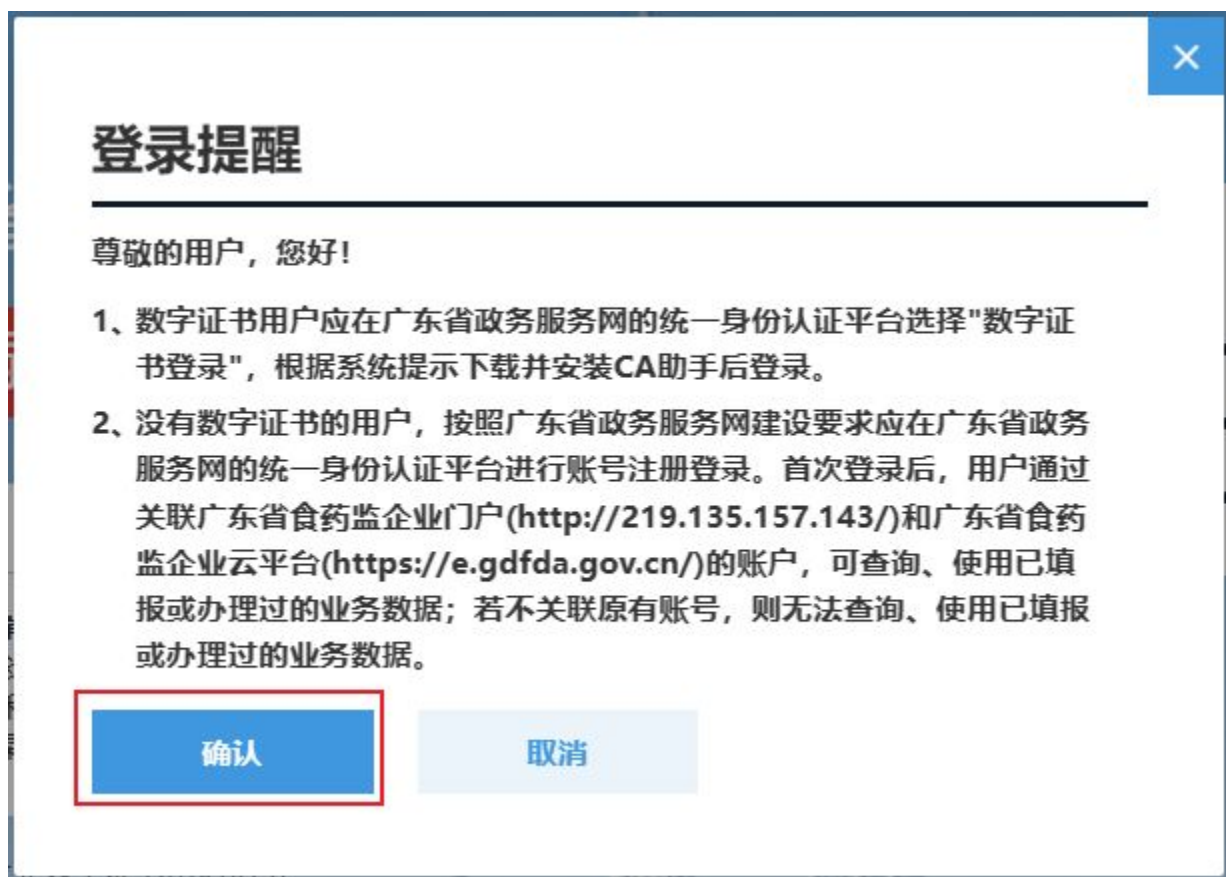 登录提醒
尊敬的用户，您好！
1、数字证书用户应在广东省政务服务网的统一身份认证平台选择"数字证
书登录"，根据系统提示下载并安装CA助手后登录。
2、没有数字证书的用户，按照广东省政务服务网建设要求应在广东省政务
服务网的统一身份认证平台进行账号注册登录。首次登录后，用户通过
关联广东省食药监企业门户(http://219.135.157.143/)和广东省食药
监企业云平台(https://e.gdfda.gov.cn/)的账户，可查询、使用已填
报或办理过的业务数据；若不关联原有账号，则无法查询、使用已填报
或办理过的业务数据。
确认
取消